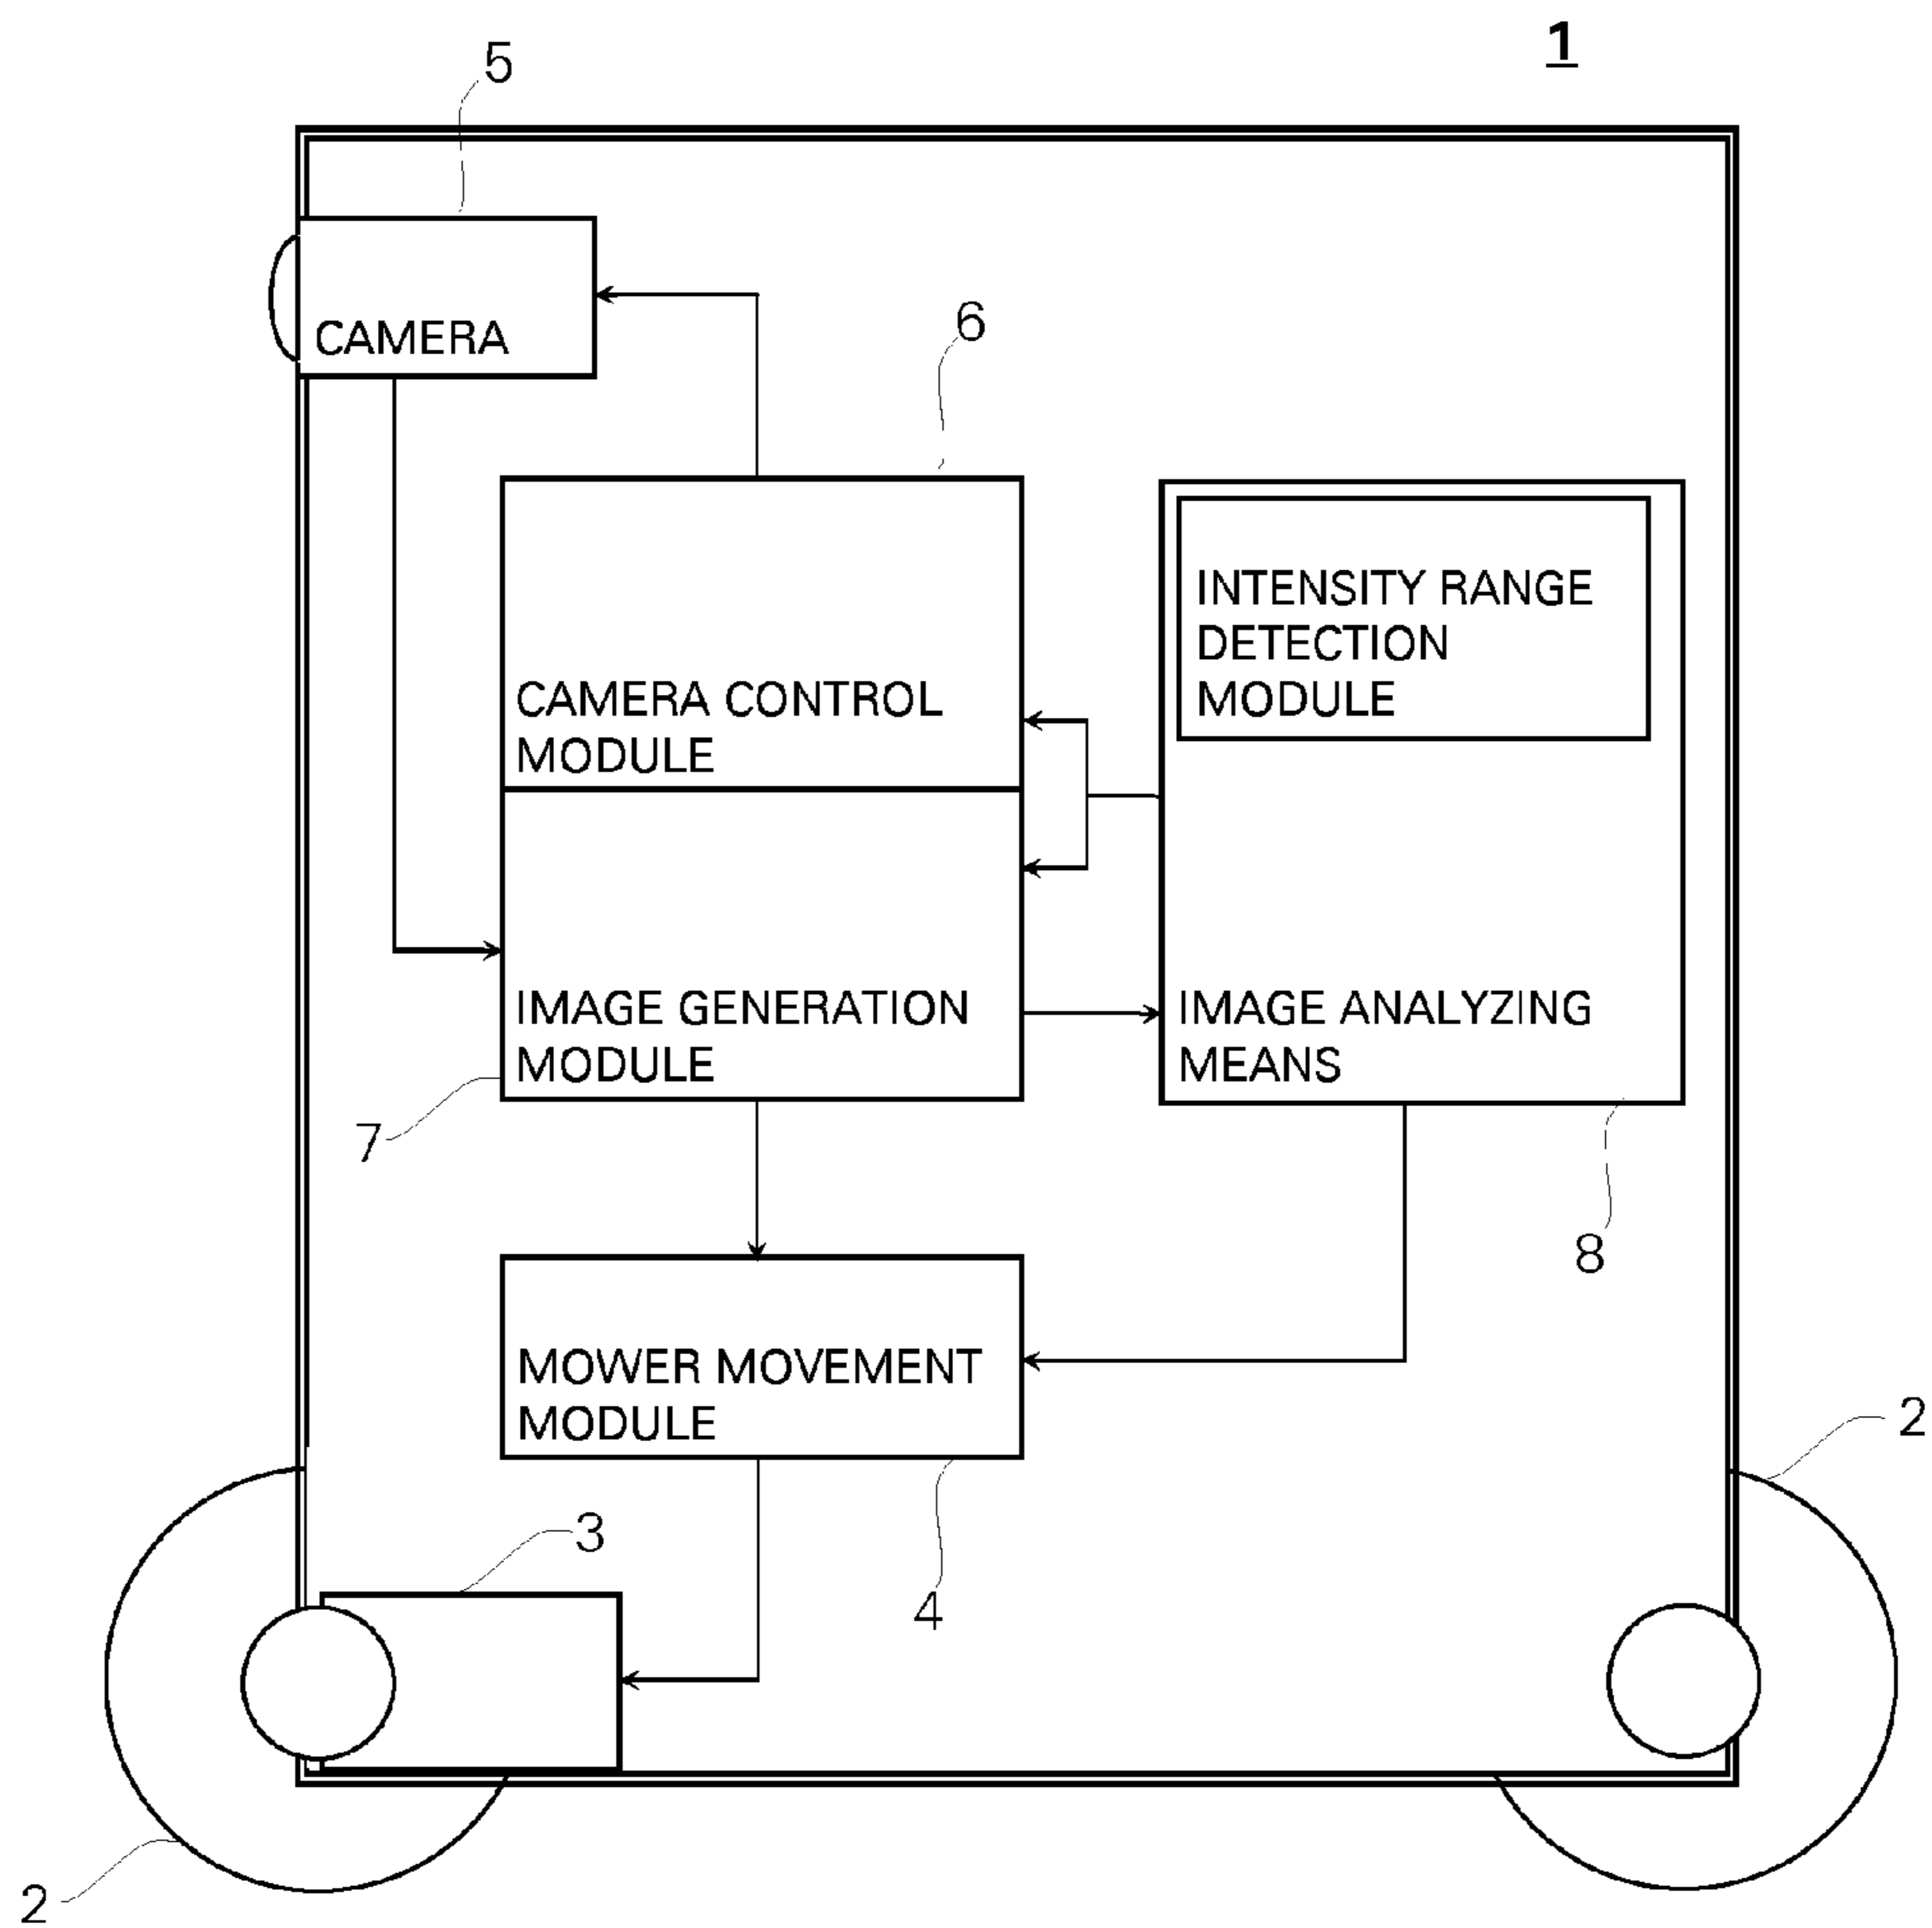 1
5
CAMERA
6
INTENSITY RANGE
DETECTION
MODULE
CAMERA CONTROL
MODULE
IMAGE GENERATION
MODULE
IMAGE ANALYZING
MEANS
7
8
MOWER MOVEMENT
MODULE
2
3
4
2